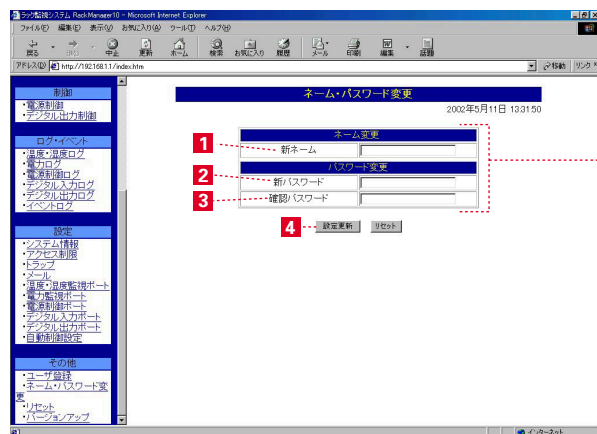 ラック監視システム RackManaeer10 - Microsoft Internet Explorer
ファイル(F) 編集(E) 表示(V) お気に入り(A) ツール(T) ヘルプ(H)
戻る 中止 更新 ホーム 検索 お気に入り 履歴 メール 印刷 編集 話題
アドレス(D) http://192.168.1.1/index.htm 移動 リンク
制御
・電源制御
・デジタル出力制御
ログ・イベント
・温度・湿度ログ
・電力ログ
・電源制御ログ
・デジタル入力ログ
・デジタル出力ログ
・イベントログ
設定
・システム情報
・アクセス制限
・トラップ
・メール
・温度・湿度監視ポート
・電力監視ポート
・電源制御ポート
・デジタル入力ポート
・デジタル出力ポート
・自動制御設定
その他
・ユーザ登録
・ネーム・パスワード変
更
・リセット
・バージョンアップ
ネーム・パスワード変更
2002年5月11日 13:31:50
ネーム変更
1 新ネーム
パスワード変更
2 新パスワード
3 確認パスワード
4 設定更新 リセット
インターネット